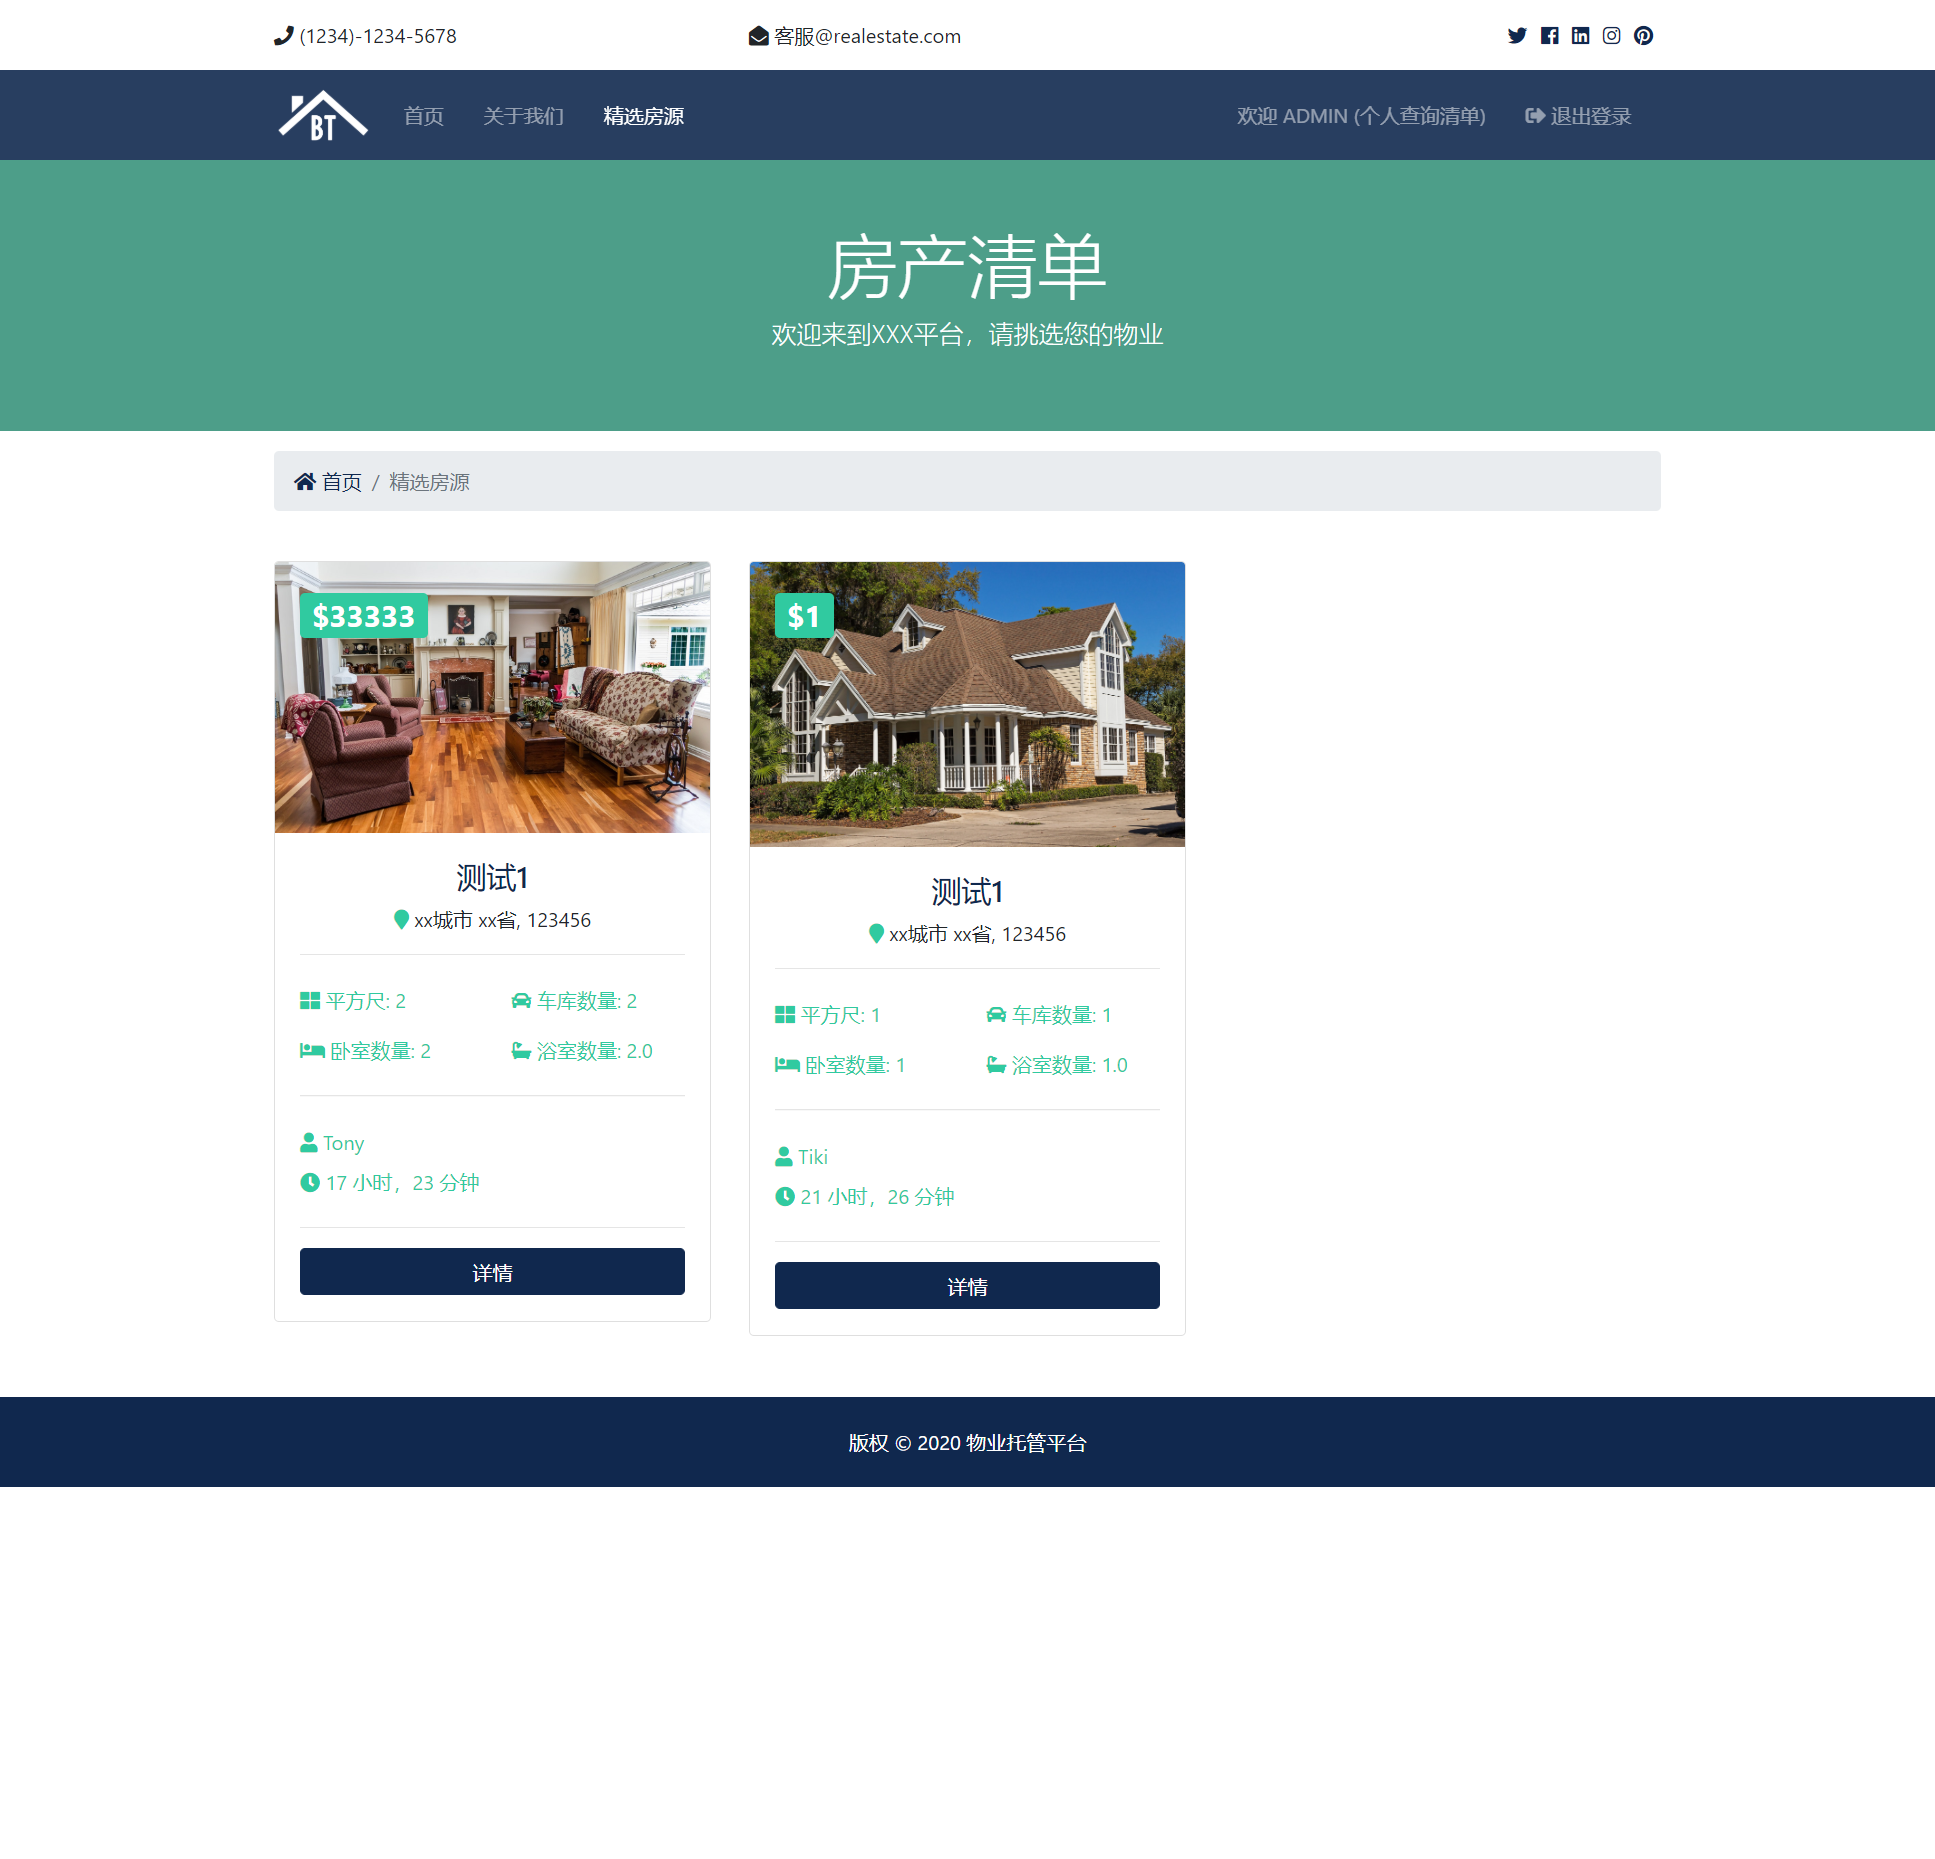 (1234)-1234-5678
客服@realestate.com
BT
首页
关于我们
精选房源
欢迎 ADMIN (个人查询清单)
退出登录
房产清单
欢迎来到XXX平台，请挑选您的物业
首页 / 精选房源
$33333
测试1
xx城市 xx省, 123456
平方尺: 2
车库数量: 2
卧室数量: 2
浴室数量: 2.0
Tony
17 小时，23 分钟
详情
$1
测试1
xx城市 xx省, 123456
平方尺: 1
车库数量: 1
卧室数量: 1
浴室数量: 1.0
Tiki
21 小时，26 分钟
详情
版权 © 2020 物业托管平台